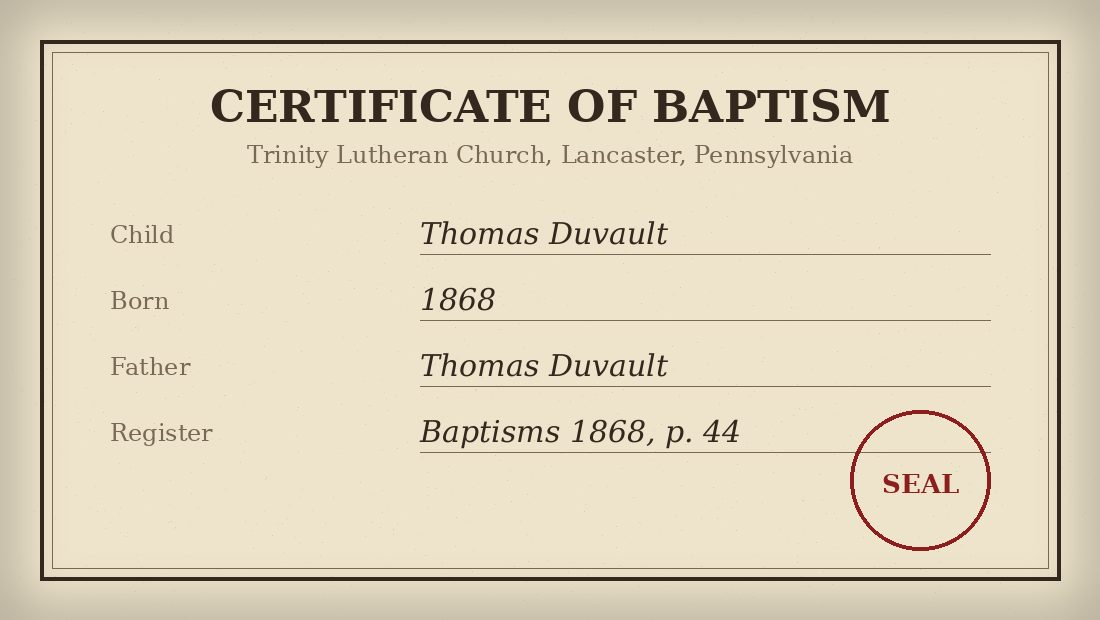 CERTIFICATE OF BAPTISM
Trinity Lutheran Church, Lancaster, Pennsylvania
Child Thomas Duvault
Born 1868
Father Thomas Duvault
Register Baptisms 1868, p. 44
SEAL